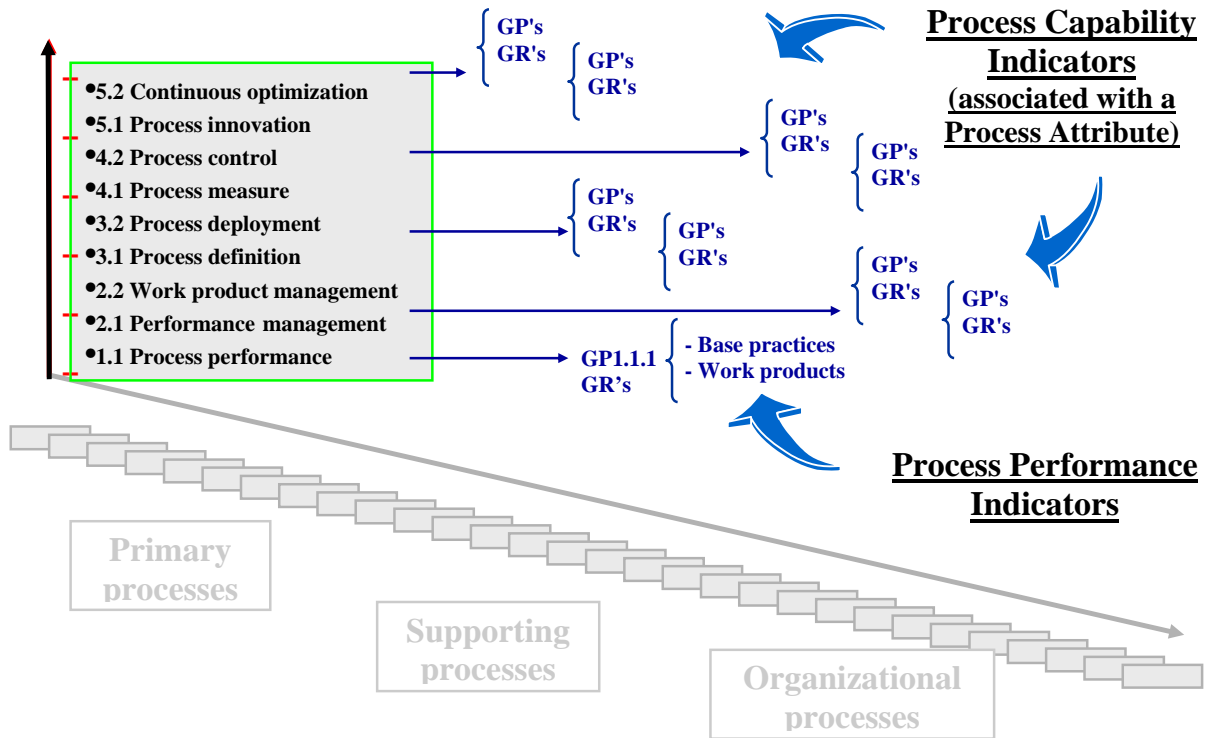 Process Capability
Indicators
(associated with a
Process Attribute)
•5.2 Continuous optimization
•5.1 Process innovation
•4.2 Process control
•4.1 Process measure
•3.2 Process deployment
•3.1 Process definition
•2.2 Work product management
•2.1 Performance management
•1.1 Process performance
GP's
GR's
GP's
GR's
GP's
GR's
GP's
GR's
GP's
GR's
GP's
GR's
GP's
GR's
GP's
GR's
GP1.1.1
GR’s
- Base practices
- Work products
Process Performance
Indicators
Primary
processes
Supporting
processes
Organizational
processes